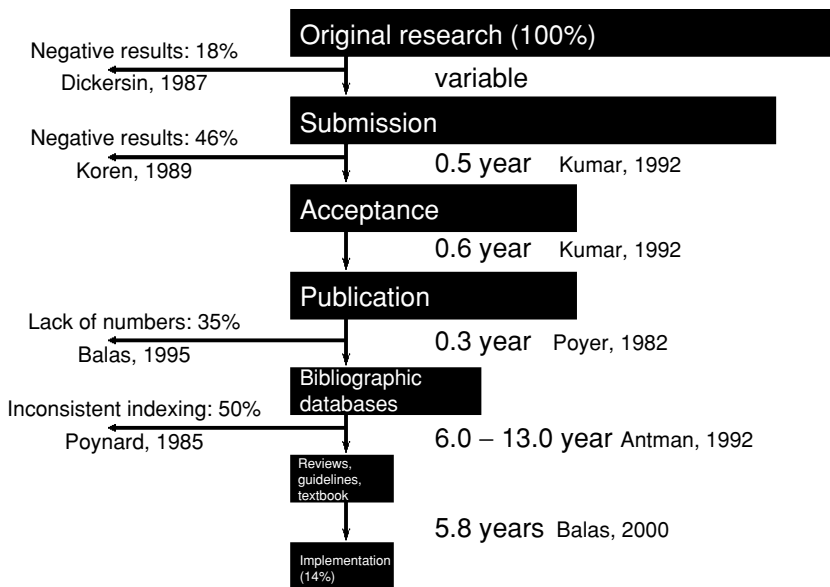 Original research (100%)
Negative results: 18%
Dickersin, 1987
variable
Submission
Negative results: 46%
Koren, 1989
0.5 year Kumar, 1992
Acceptance
0.6 year Kumar, 1992
Publication
Lack of numbers: 35%
Balas, 1995
0.3 year Poyer, 1982
Bibliographic
databases
Inconsistent indexing: 50%
Poynard, 1985
6.0 – 13.0 year Antman, 1992
Reviews,
guidelines,
textbook
5.8 years Balas, 2000
Implementation
(14%)